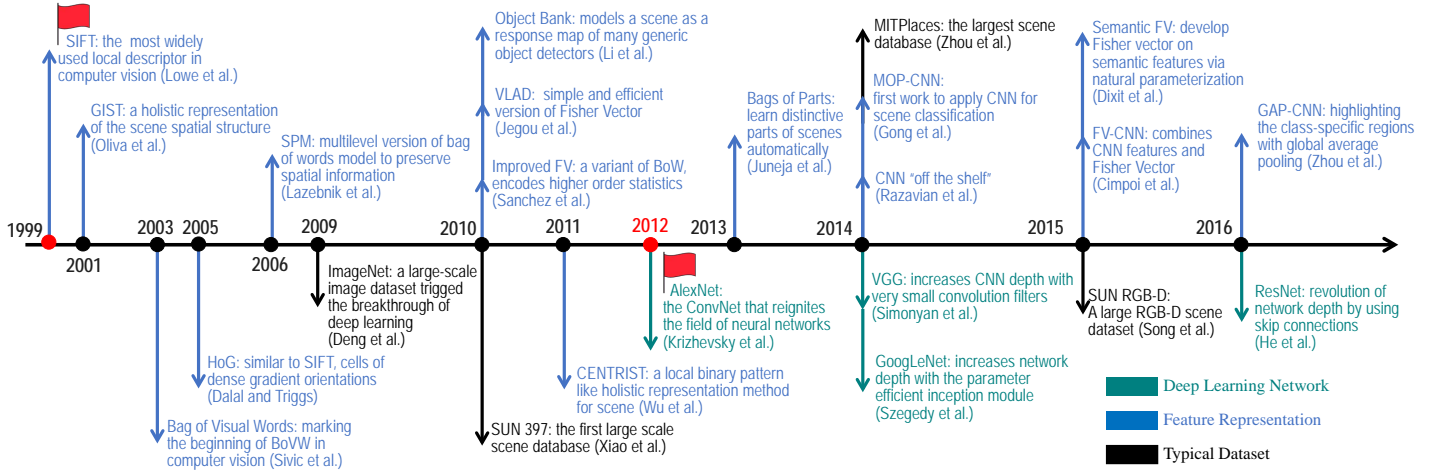 SIFT: the most widely
used local descriptor in
computer vision (Lowe et al.)
GIST: a holistic representation
of the scene spatial structure
(Oliva et al.)
SPM: multilevel version of bag
of words model to preserve
spatial information
(Lazebnik et al.)
Object Bank: models a scene as a
response map of many generic
object detectors (Li et al.)
VLAD: simple and efficient
version of Fisher Vector
(Jegou et al.)
Improved FV: a variant of BoW,
encodes higher order statistics
(Sanchez et al.)
Bags of Parts:
learn distinctive
parts of scenes
automatically
(Juneja et al.)
MITPlaces: the largest scene
database (Zhou et al.)
MOP-CNN:
first work to apply CNN for
scene classification
(Gong et al.)
CNN "off the shelf"
(Razavian et al.)
Semantic FV: develop
Fisher vector on
semantic features via
natural parameterization
(Dixit et al.)
FV-CNN: combines
CNN features and
Fisher Vector
(Cimpoi et al.)
GAP-CNN: highlighting
the class-specific regions
with global average
pooling (Zhou et al.)
1999
2001
2003
2005
2006
2009
2010
2011
2012
2013
2014
2015
2016
ImageNet: a large-scale
image dataset trigged
the breakthrough of
deep learning
(Deng et al.)
HoG: similar to SIFT, cells of
dense gradient orientations
(Dalal and Triggs)
Bag of Visual Words: marking
the beginning of BoVW in
computer vision (Sivic et al.)
SUN 397: the first large scale
scene database (Xiao et al.)
CENTRIST: a local binary pattern
like holistic representation method
for scene (Wu et al.)
AlexNet:
the ConvNet that reignites
the field of neural networks
(Krizhevsky et al.)
VGG: increases CNN depth with
very small convolution filters
(Simonyan et al.)
GoogLeNet: increases network
depth with the parameter
efficient inception module
(Szegedy et al.)
SUN RGB-D:
A large RGB-D scene
dataset (Song et al.)
ResNet: revolution of
network depth by using
skip connections
(He et al.)
Deep Learning Network
Feature Representation
Typical Dataset